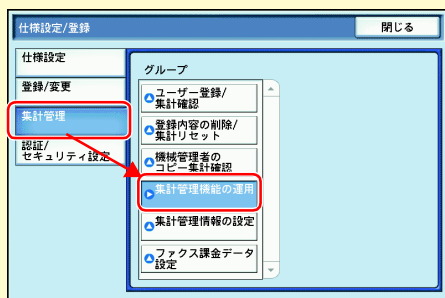 仕様設定/登録
閉じる
仕様設定
登録/変更
集計管理
認証/
セキュリティ設定
グループ
ユーザー登録/
集計確認
登録内容の削除/
集計リセット
機械管理者の
コピー集計確認
集計管理機能の運用
集計管理情報の設定
ファクス課金データ
設定